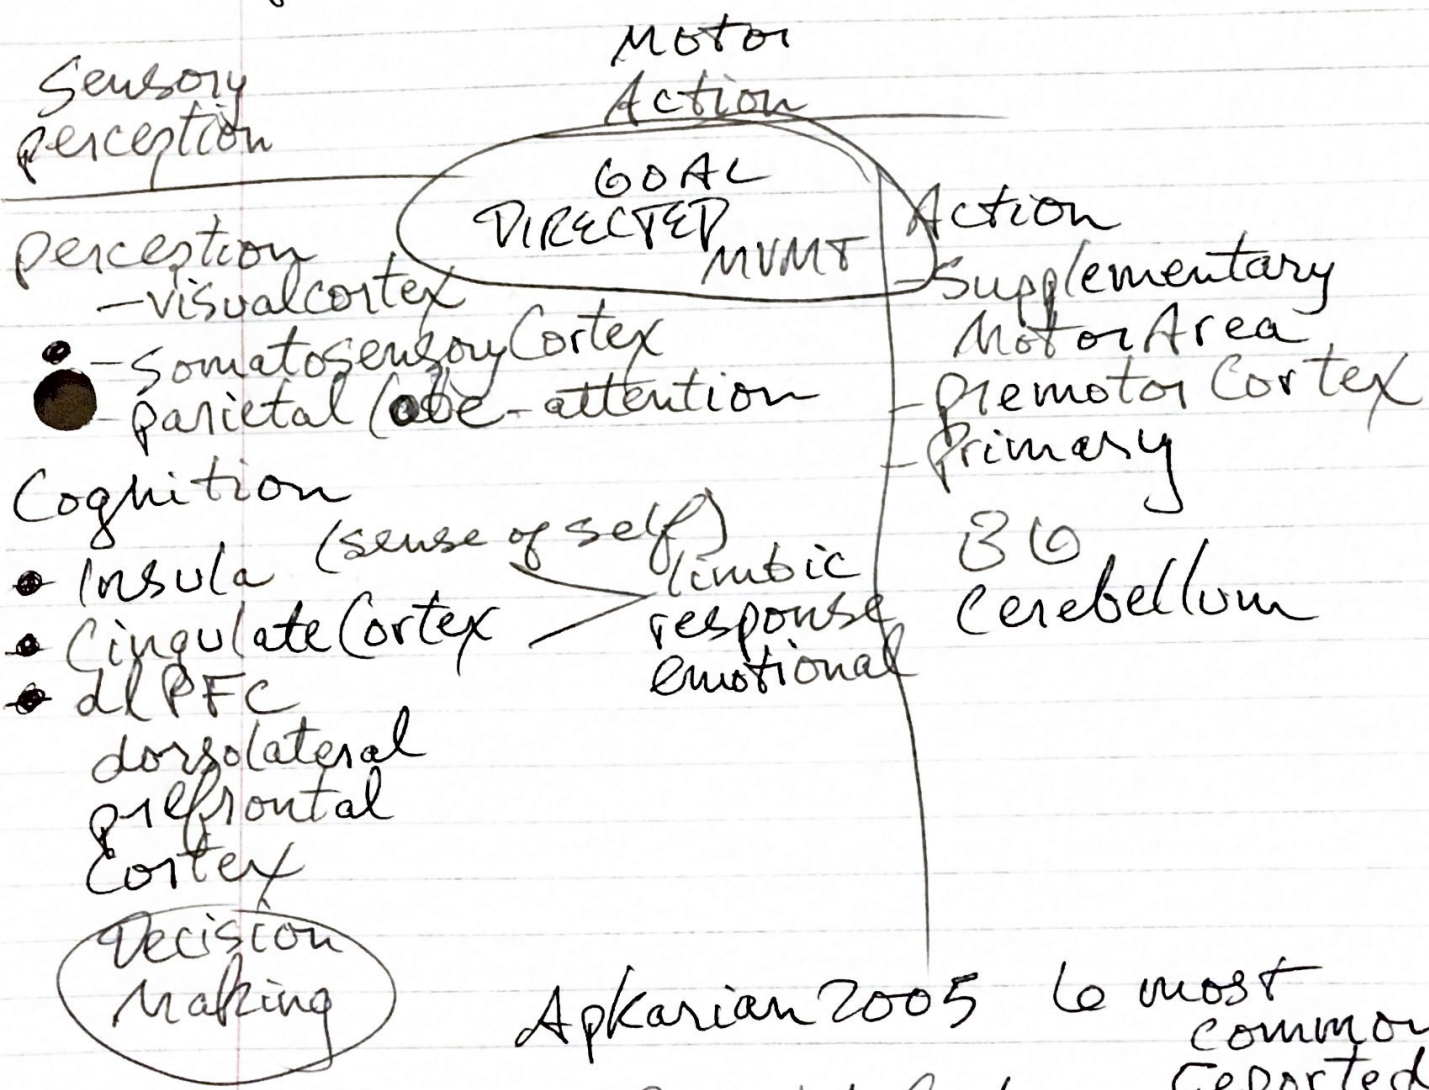 Sensory
perception
Motor
Action
GOAL
DIRECTED
MVMT
perception
- visual cortex
- somatosensory Cortex
- parietal lobe - attention
Cognition
(sense of self)
• Insula
• Cingulate Cortex
limbic
response
emotional
• dlPFC
dorsolateral
prefrontal
Cortex
Decision
Making
Action
- Supplementary
Motor Area
- premotor Cortex
- primary
BG
Cerebellum
Apkarian 2005 6 most
common
reported